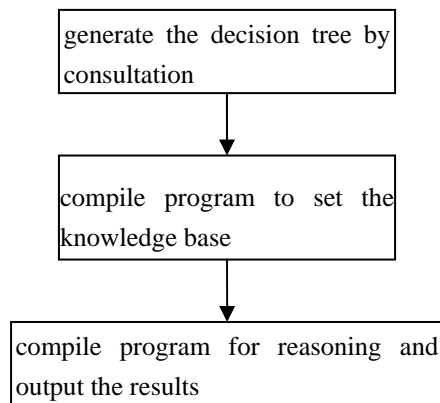 generate the decision tree by
consultation
compile program to set the
knowledge base
compile program for reasoning and
output the results